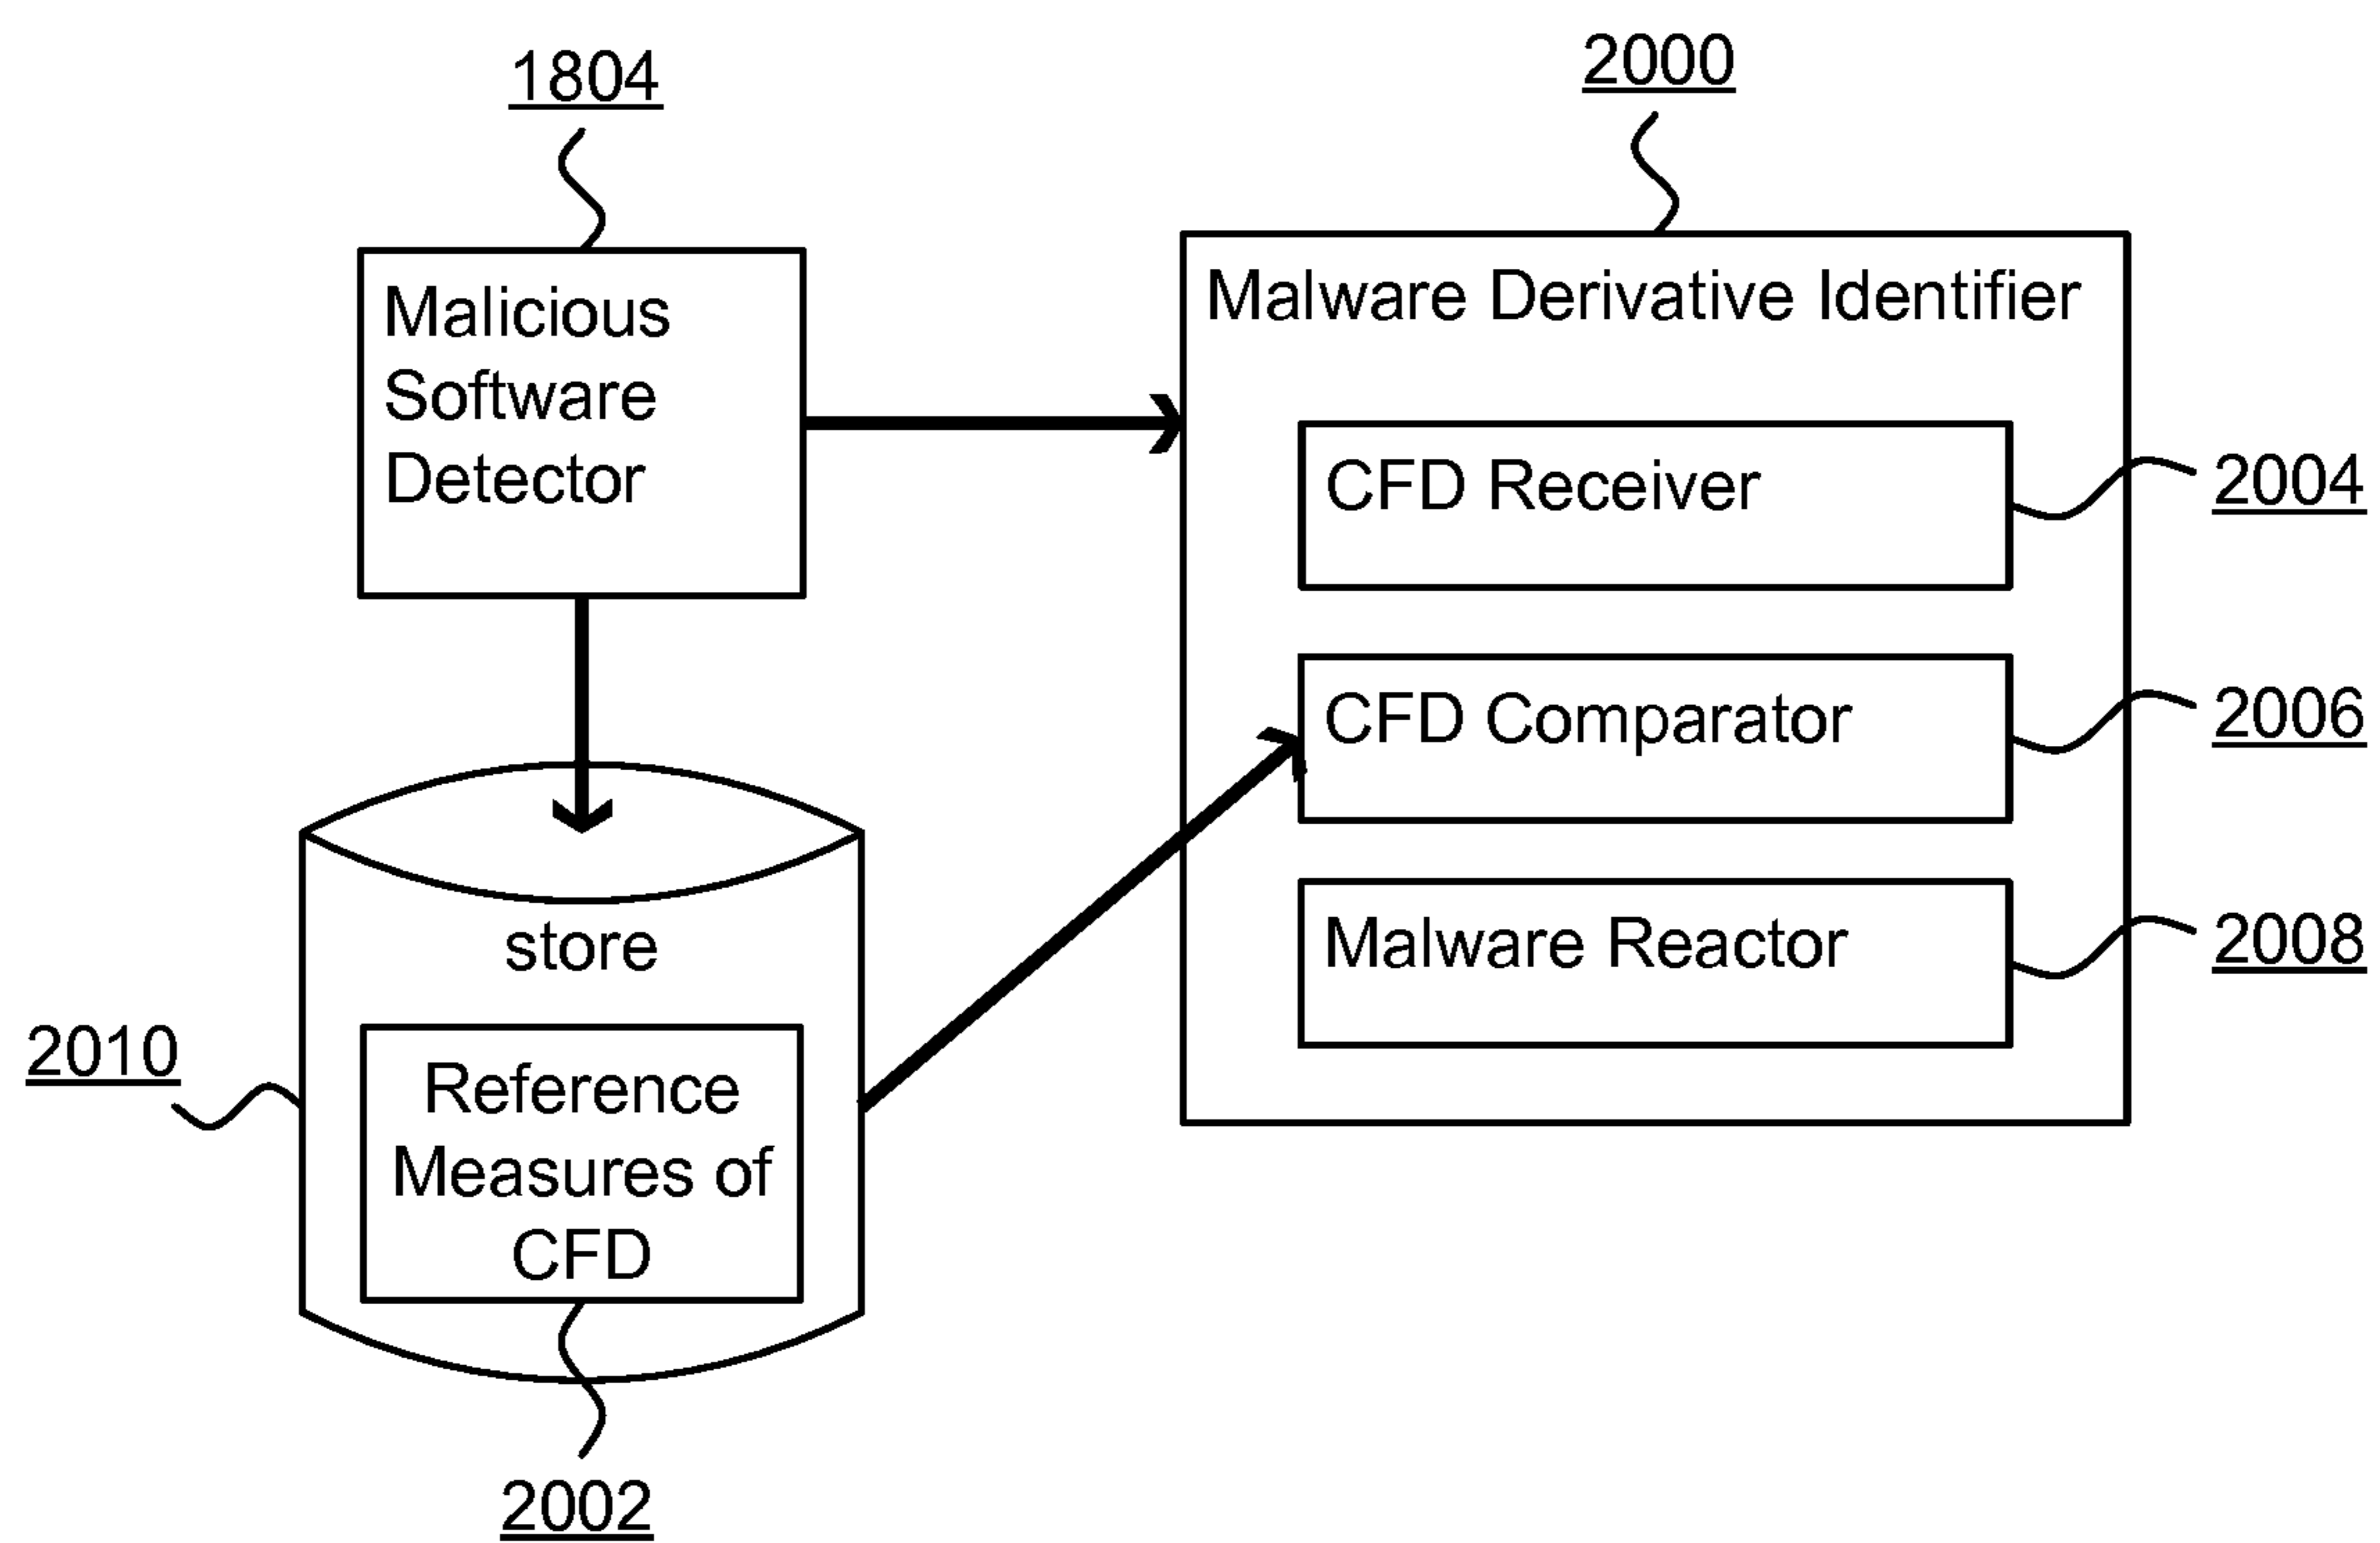 1804
2000
Malicious
Software
Detector
Malware Derivative Identifier
CFD Receiver
2004
CFD Comparator
2006
Malware Reactor
2008
store
2010
Reference
Measures of
CFD
2002